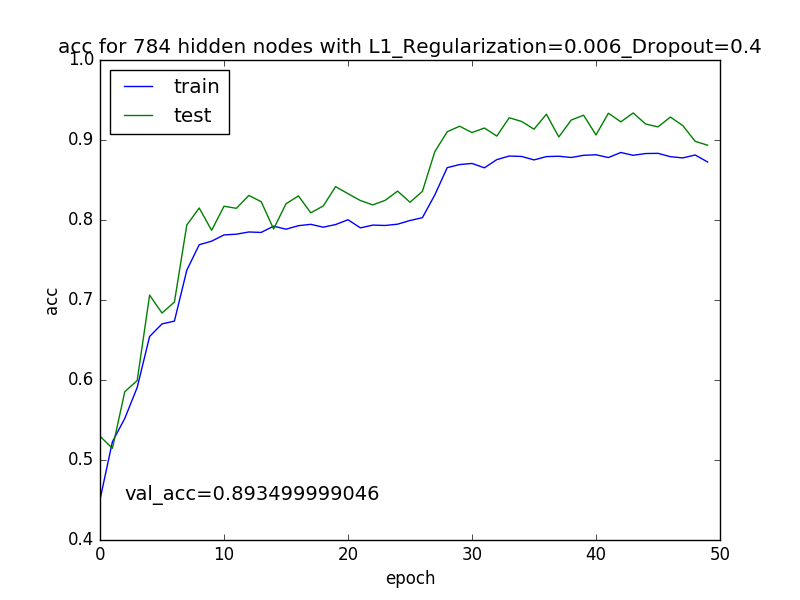 acc for 784 hidden nodes with L1_Regularization=0.006_Dropout=0.4
1.0
train
test
0.9
0.8
0.7
acc
0.6
0.5
val_acc=0.893499999046
0.4
0 10 20 30 40 50
epoch